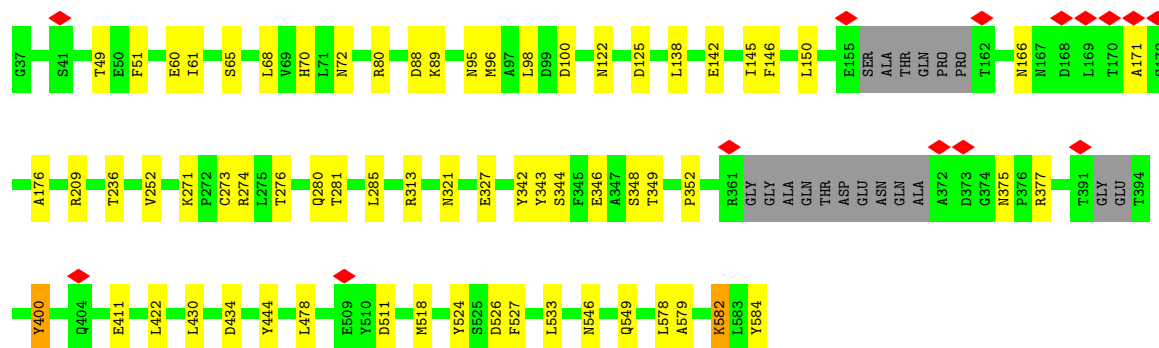 G37 S41 T49 E50 F51 E60 I61 S65 L68 V69 H70 L71 N72 R80 D88 K89 N95 M96 A97 L98 D99 D100 N122 D125 L138 E142 I145 F146 L150 E155 SER ALA THR GLN PRO PRO T162 N166 N167 D168 L169 T170 A171
A176 R209 T236 V252 K271 P272 C273 R274 L275 T276 Q280 T281 L285 R313 N321 E327 Y342 Y343 S344 F345 E346 A347 S348 T349 P352 R361 GLY GLY ALA GLN THR ASP GLU ASN GLN ALA A372 D373 G374 N375 P376 R377 T391 GLY GLU T394
Y400 Q404 E411 L422 L430 D434 Y444 L478 E509 Y510 D511 M518 Y524 S525 D526 F527 L533 N546 Q549 L578 A579 K582 L583 Y584